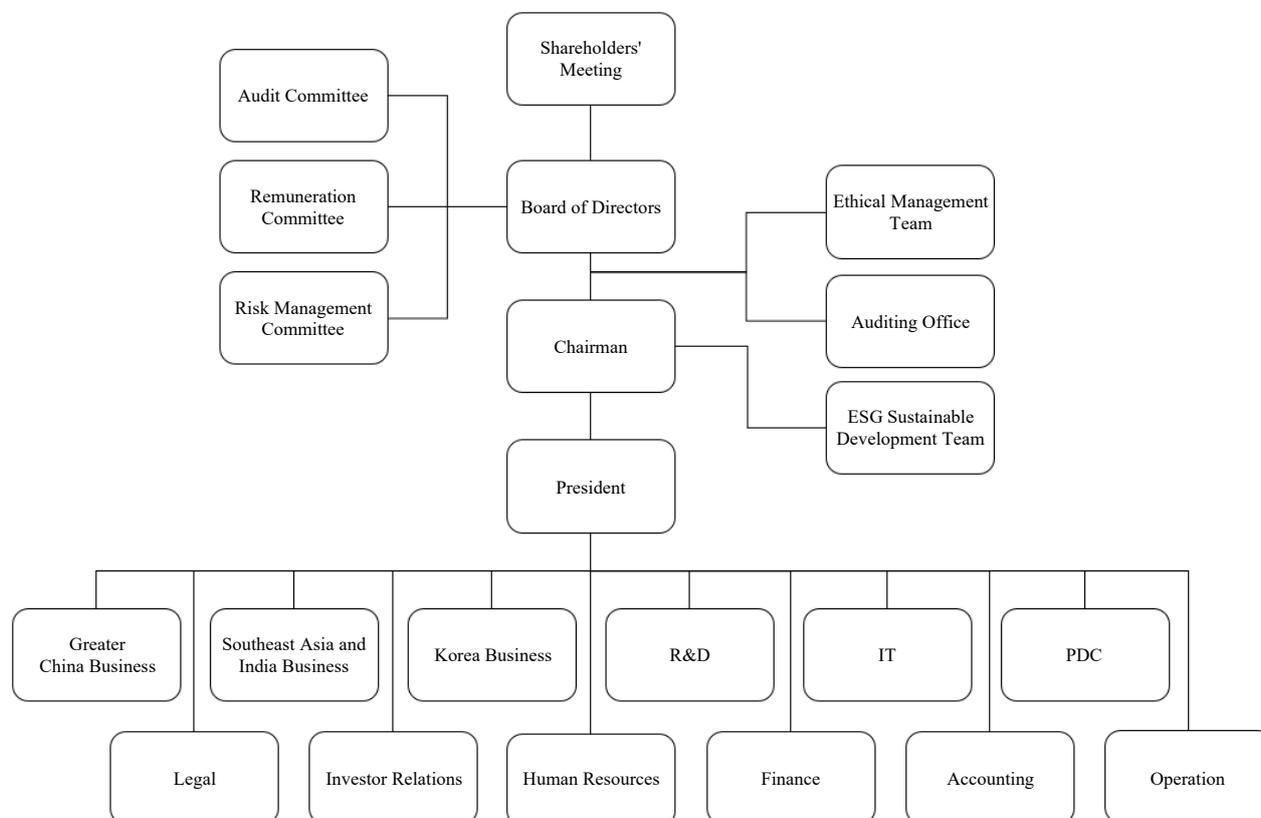 Shareholders'
Meeting
Audit Committee
Remuneration
Committee
Board of Directors
Ethical Management
Team
Risk Management
Committee
Auditing Office
Chairman
ESG Sustainable
Development Team
President
Greater
China Business
Southeast Asia and
India Business
Korea Business
R&D
IT
PDC
Legal
Investor Relations
Human Resources
Finance
Accounting
Operation